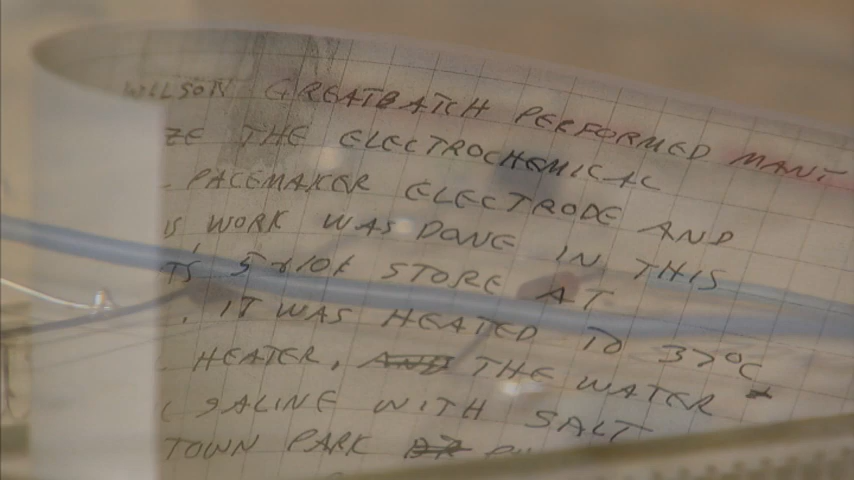 WILSON GREATBATCH PERFORMED MANY
ZE THE ELECTROCHEMICAL
PACEMAKER ELECTRODE AND
IS WORK WAS DONE IN THIS
TS 5 & 10¢ STORE AT
. IT WAS HEATED TO 37°C
HEATER, AND THE WATER
SALINE WITH SALT
TOWN PARK